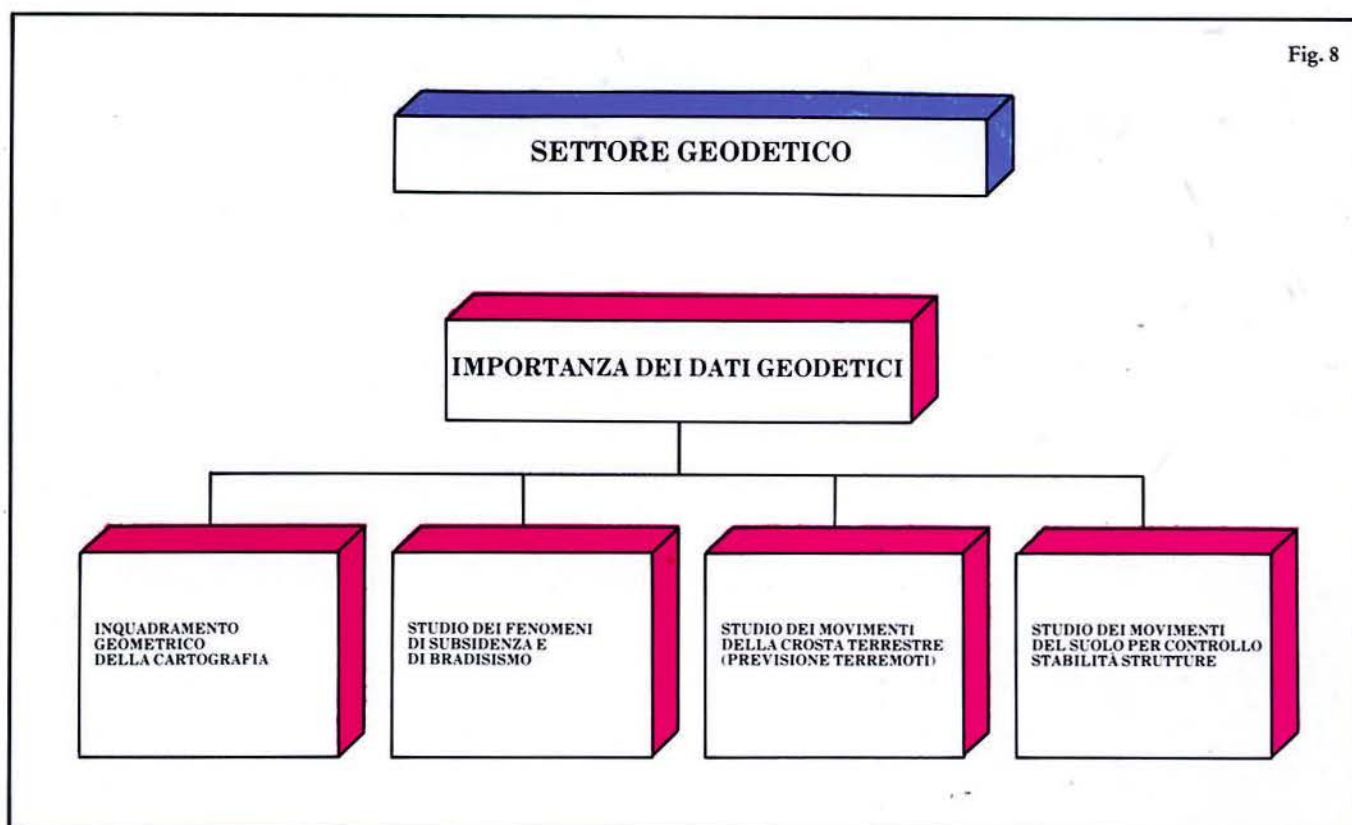 Fig. 8
SETTORE GEODETICO
IMPORTANZA DEI DATI GEODETICI
INQUADRAMENTO
GEOMETRICO
DELLA CARTOGRAFIA
STUDIO DEI FENOMENI
DI SUBSIDENZA E
DI BRADISISMO
STUDIO DEI MOVIMENTI
DELLA CROSTA TERRESTRE
(PREVISIONE TERREMOTI)
STUDIO DEI MOVIMENTI
DEL SUOLO PER CONTROLLO
STABILITÀ STRUTTURE